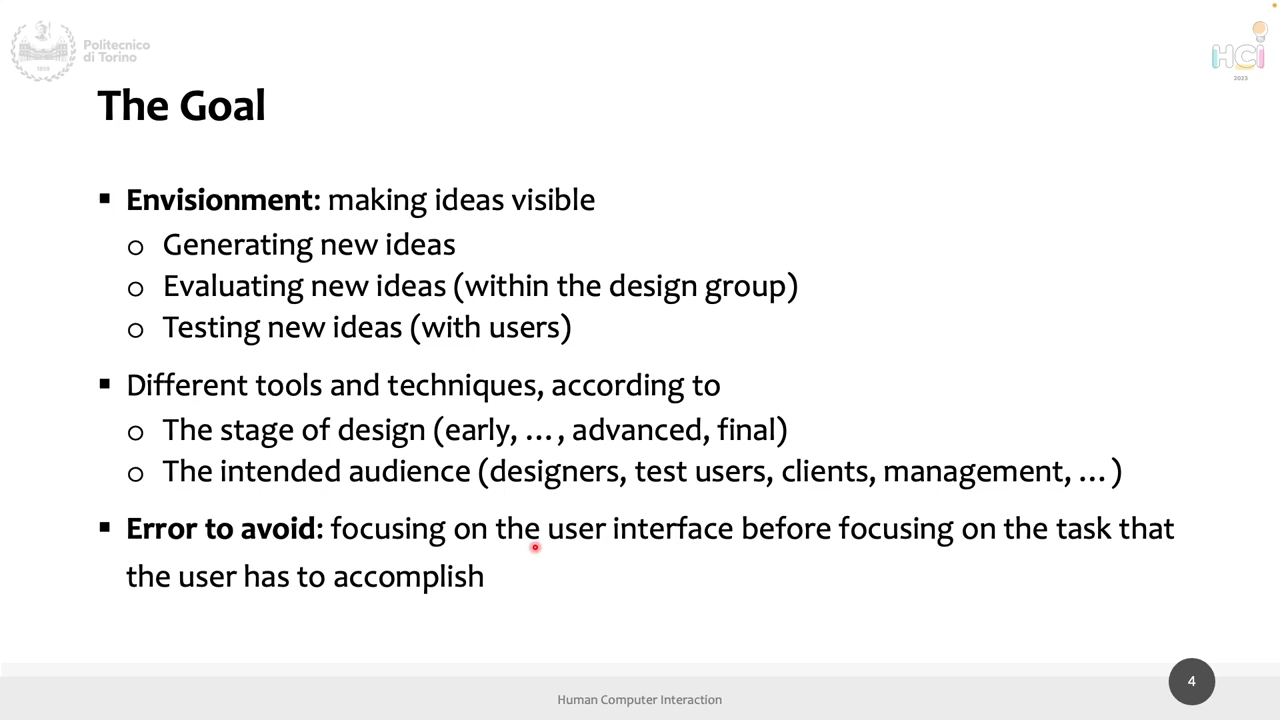 Politecnico
di Torino
1859
HCI
2023
The Goal
▪ Envisionment: making ideas visible
o Generating new ideas
o Evaluating new ideas (within the design group)
o Testing new ideas (with users)
▪ Different tools and techniques, according to
o The stage of design (early, …, advanced, final)
o The intended audience (designers, test users, clients, management, … )
▪ Error to avoid: focusing on the user interface before focusing on the task that
the user has to accomplish
Human Computer Interaction
4